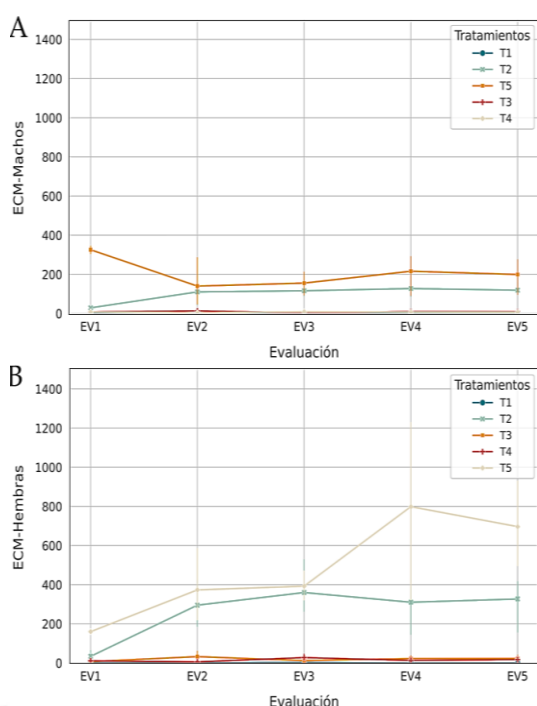 A
1400
1200
1000
800
600
400
200
0
ECM-Machos
Tratamientos
T1
T2
T5
T3
T4
EV1 EV2 EV3 EV4 EV5
Evaluación
B
1400
1200
1000
800
600
400
200
0
ECM-Hembras
Tratamientos
T1
T2
T3
T4
T5
EV1 EV2 EV3 EV4 EV5
Evaluación